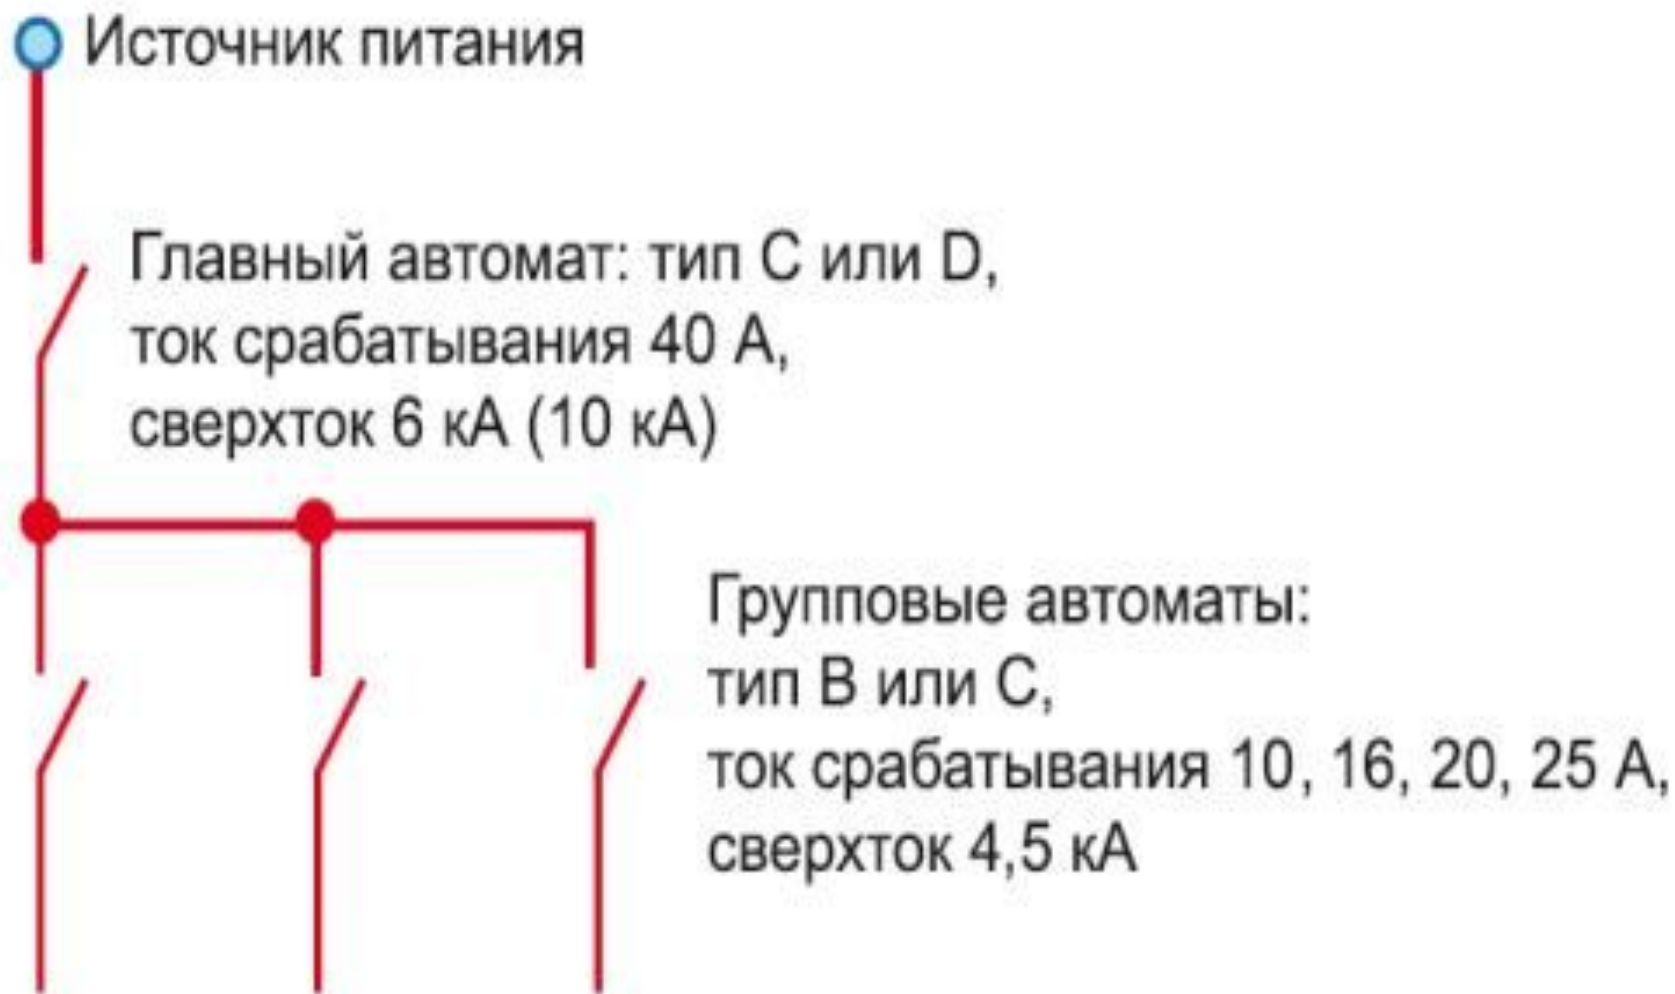 Источник питания
Главный автомат: тип C или D,
ток срабатывания 40 А,
сверхток 6 кА (10 кА)
Групповые автоматы:
тип B или C,
ток срабатывания 10, 16, 20, 25 А,
сверхток 4,5 кА